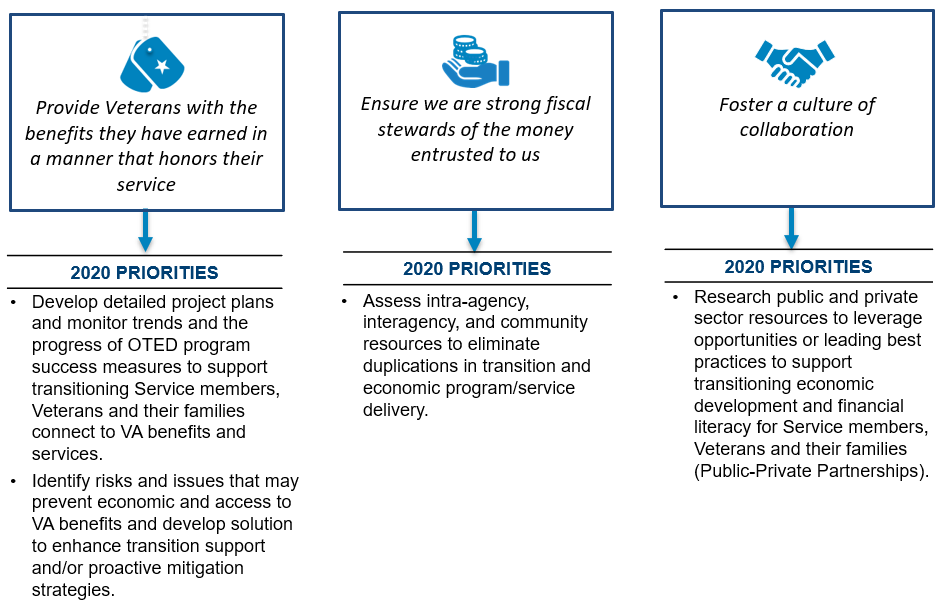 Provide Veterans with the
benefits they have earned in
a manner that honors their
service
2020 PRIORITIES
• Develop detailed project plans
and monitor trends and the
progress of OTED program
success measures to support
transitioning Service members,
Veterans and their families
connect to VA benefits and
services.
• Identify risks and issues that may
prevent economic and access to
VA benefits and develop solution
to enhance transition support
and/or proactive mitigation
strategies.
Ensure we are strong fiscal
stewards of the money
entrusted to us
2020 PRIORITIES
• Assess intra-agency,
interagency, and community
resources to eliminate
duplications in transition and
economic program/service
delivery.
Foster a culture of
collaboration
2020 PRIORITIES
• Research public and private
sector resources to leverage
opportunities or leading best
practices to support
transitioning economic
development and financial
literacy for Service members,
Veterans and their families
(Public-Private Partnerships).